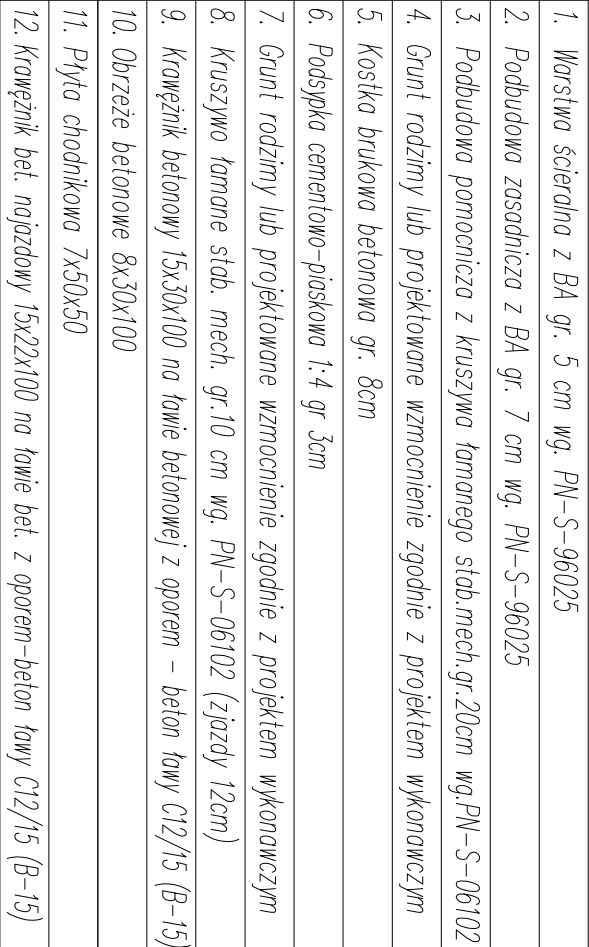 1. Warstwa ścieralna z BA gr. 5 cm wg. PN-S-96025
2. Podbudowa zasadnicza z BA gr. 7 cm wg. PN-S-96025
3. Podbudowa pomocnicza z kruszywa łamanego stab.mech.gr.20cm wg.PN-S-06102
4. Grunt rodzimy lub projektowane wzmocnienie zgodnie z projektem wykonawczym
5. Kostka brukowa betonowa gr. 8cm
6. Podsypka cementowo-piaskowa 1:4 gr 3cm
7. Grunt rodzimy lub projektowane wzmocnienie zgodnie z projektem wykonawczym
8. Kruszywo łamane stab. mech. gr.10 cm wg. PN-S-06102 (zjazdy 12cm)
9. Krawężnik betonowy 15x30x100 na ławie betonowej z oporem - beton ławy C12/15 (B-15)
10. Obrzeże betonowe 8x30x100
11. Płyta chodnikowa 7x50x50
12. Krawężnik bet. najazdowy 15x22x100 na ławie bet. z oporem-beton ławy C12/15 (B-15)